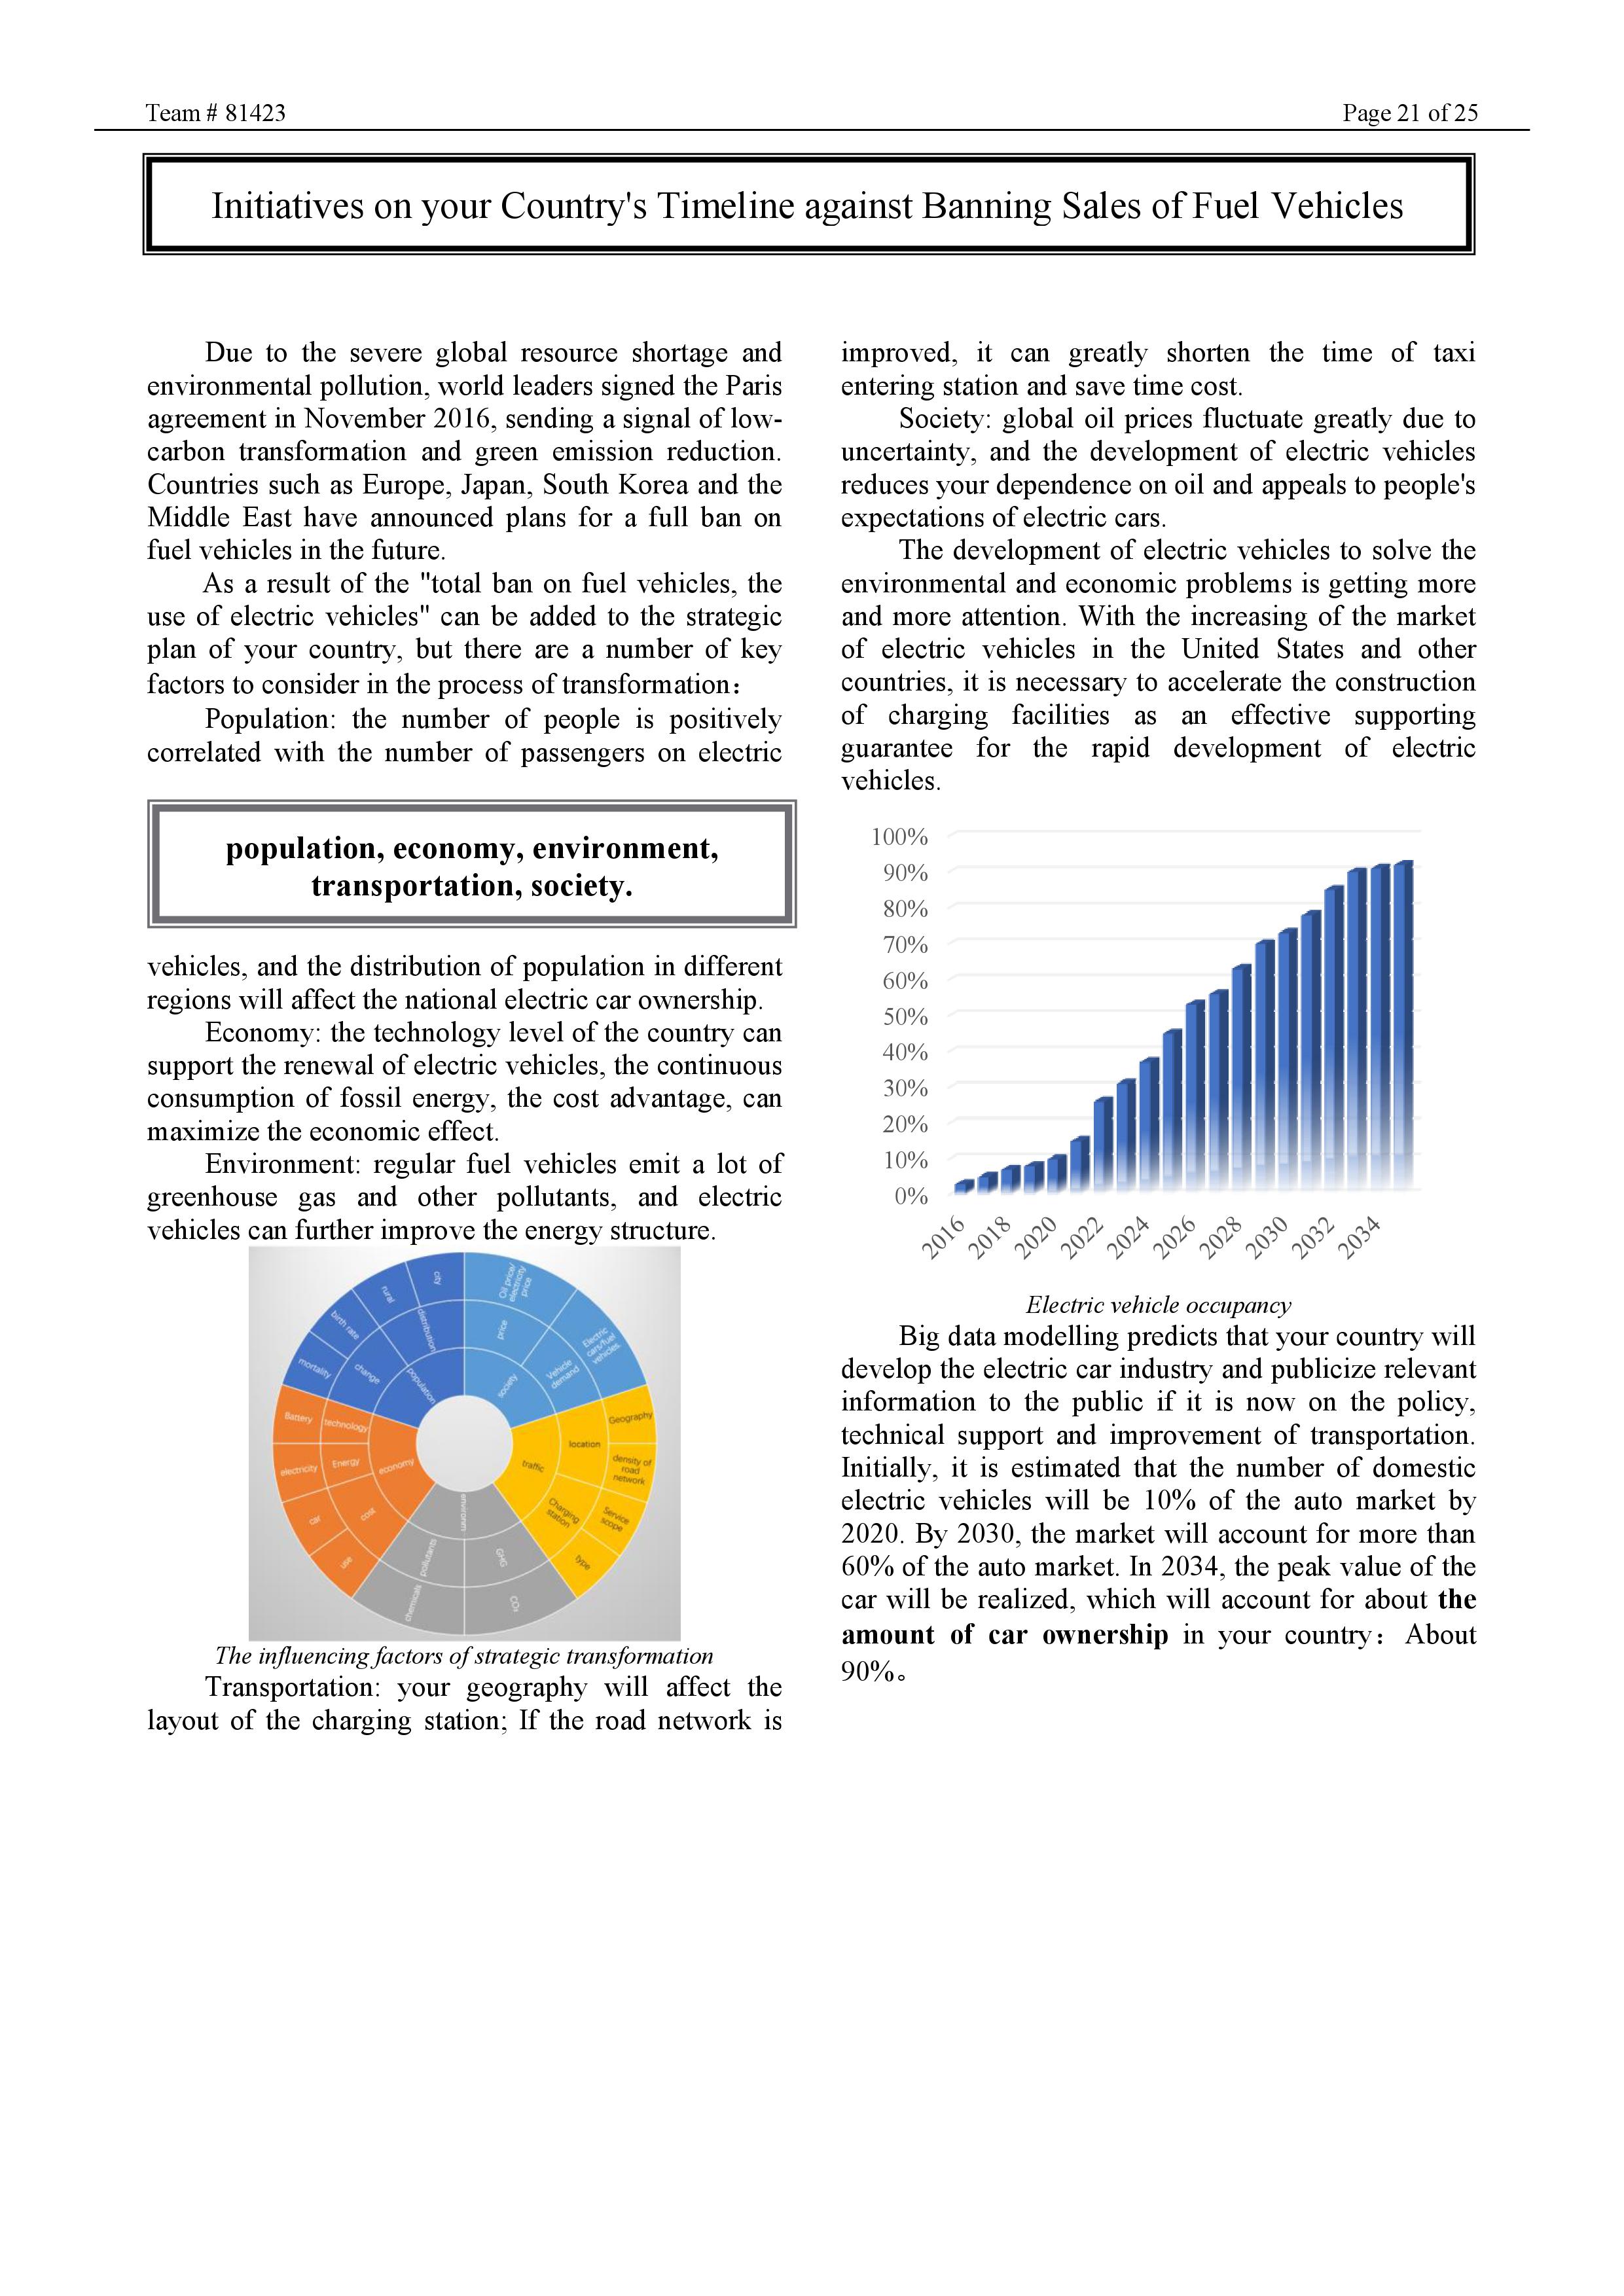 Team # 81423
Page 21 of 25
Initiatives on your Country's Timeline against Banning Sales of Fuel Vehicles
Due to the severe global resource shortage and
environmental pollution, world leaders signed the Paris
agreement in November 2016, sending a signal of low-
carbon transformation and green emission reduction.
Countries such as Europe, Japan, South Korea and the
Middle East have announced plans for a full ban on
fuel vehicles in the future.
As a result of the "total ban on fuel vehicles, the
use of electric vehicles" can be added to the strategic
plan of your country, but there are a number of key
factors to consider in the process of transformation：
Population: the number of people is positively
correlated with the number of passengers on electric
population, economy, environment,
transportation, society.
vehicles, and the distribution of population in different
regions will affect the national electric car ownership.
Economy: the technology level of the country can
support the renewal of electric vehicles, the continuous
consumption of fossil energy, the cost advantage, can
maximize the economic effect.
Environment: regular fuel vehicles emit a lot of
greenhouse gas and other pollutants, and electric
vehicles can further improve the energy structure.
city
rural
birth rate
mortality
distribution
change
population
Oil price/
electricity
price
price
Electric
cars/fuel
vehicles
Vehicle
demand
society
Battery
technology
electricity
Energy
economy
car
cost
use
Geography
location
density of
road
network
traffic
Charging
station
Service
scope
type
environm
pollutants
chemicals
GHG
CO₂
The influencing factors of strategic transformation
Transportation: your geography will affect the
layout of the charging station; If the road network is
improved, it can greatly shorten the time of taxi
entering station and save time cost.
Society: global oil prices fluctuate greatly due to
uncertainty, and the development of electric vehicles
reduces your dependence on oil and appeals to people's
expectations of electric cars.
The development of electric vehicles to solve the
environmental and economic problems is getting more
and more attention. With the increasing of the market
of electric vehicles in the United States and other
countries, it is necessary to accelerate the construction
of charging facilities as an effective supporting
guarantee for the rapid development of electric
vehicles.
100%
90%
80%
70%
60%
50%
40%
30%
20%
10%
0%
2016 2018 2020 2022 2024 2026 2028 2030 2032 2034
Electric vehicle occupancy
Big data modelling predicts that your country will
develop the electric car industry and publicize relevant
information to the public if it is now on the policy,
technical support and improvement of transportation.
Initially, it is estimated that the number of domestic
electric vehicles will be 10% of the auto market by
2020. By 2030, the market will account for more than
60% of the auto market. In 2034, the peak value of the
car will be realized, which will account for about the
amount of car ownership in your country：About
90%。